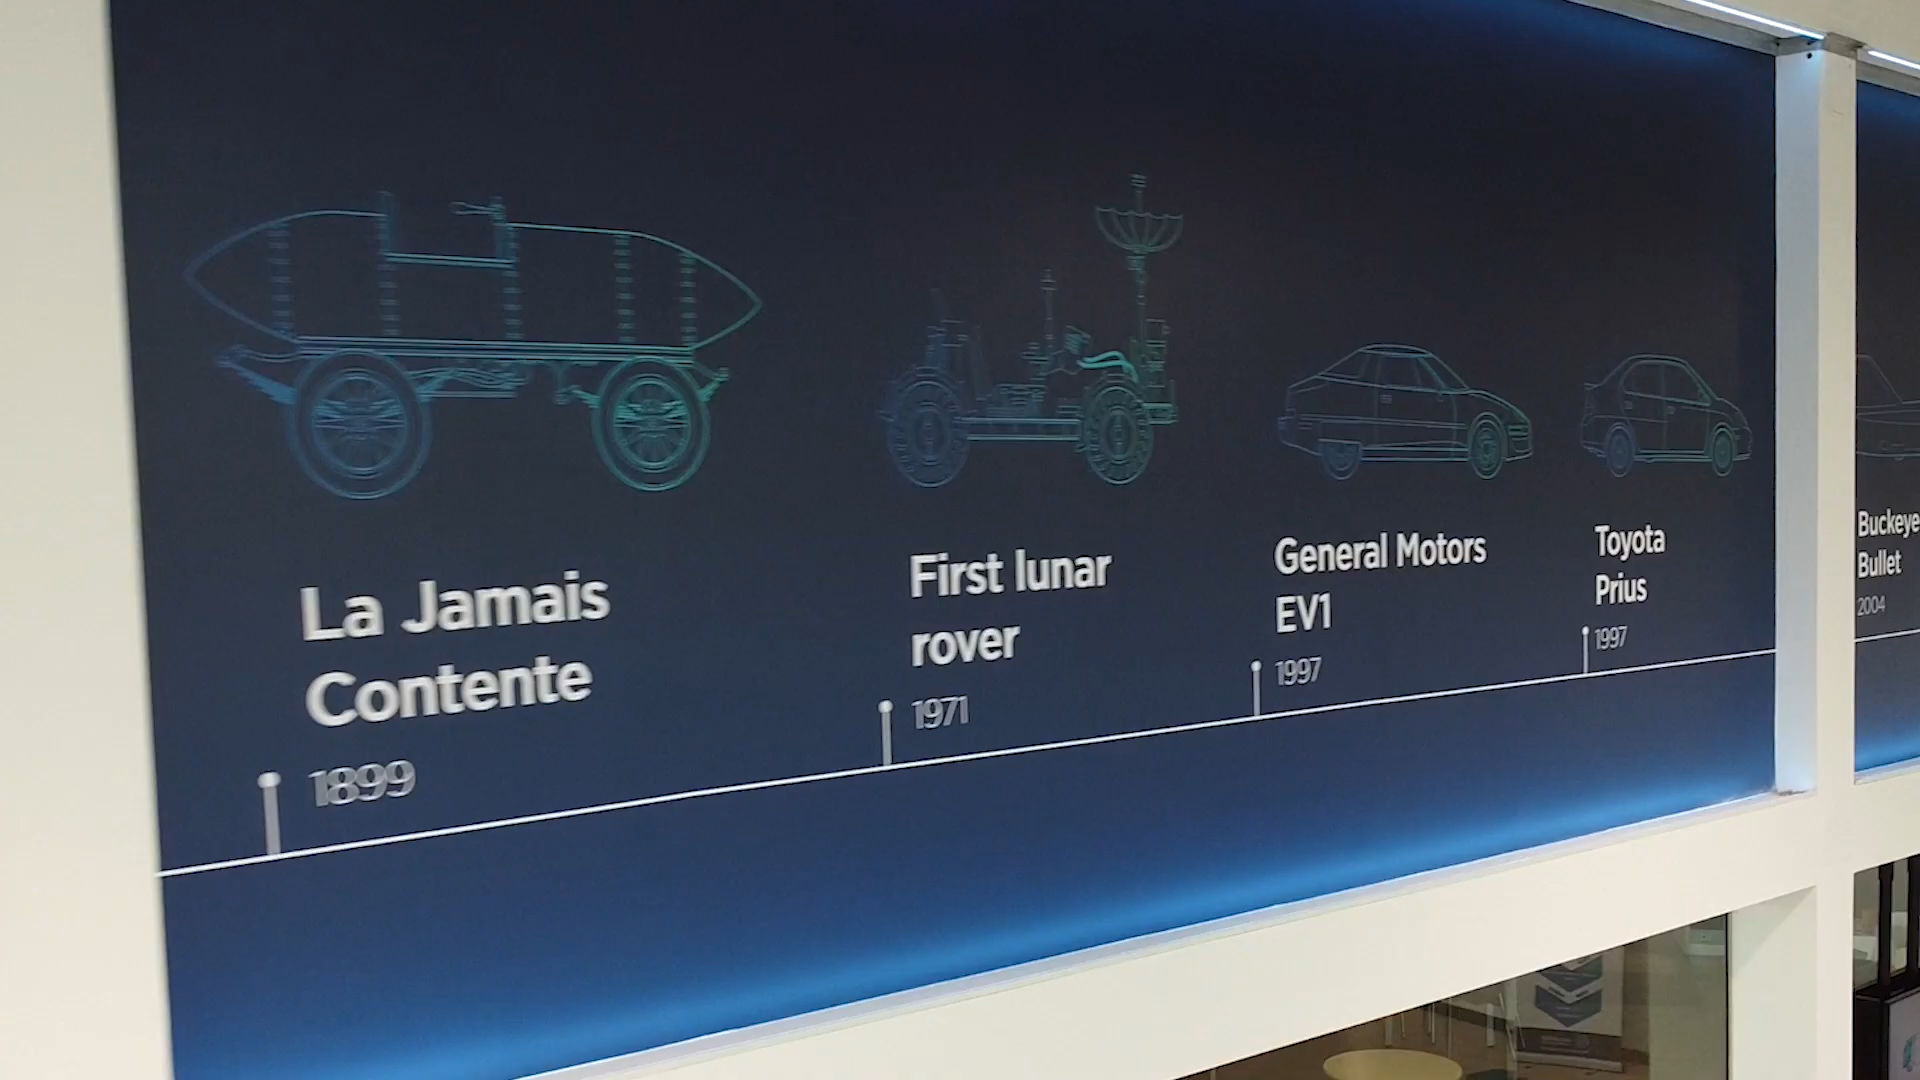 La Jamais
Contente
1899
First lunar
rover
1971
General Motors
EV1
1997
Toyota
Prius
1997
Buckeye
Bullet
2004